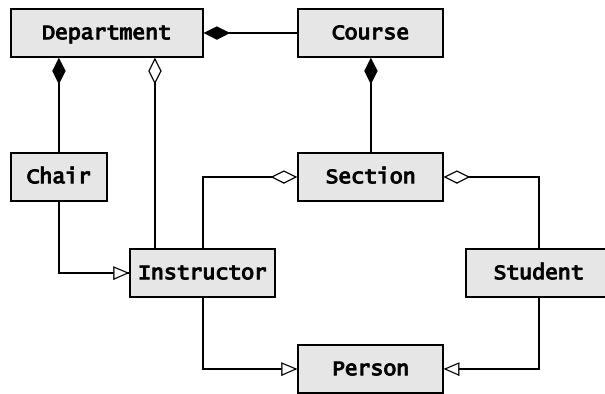 Department
Course
Chair
Section
Instructor
Student
Person